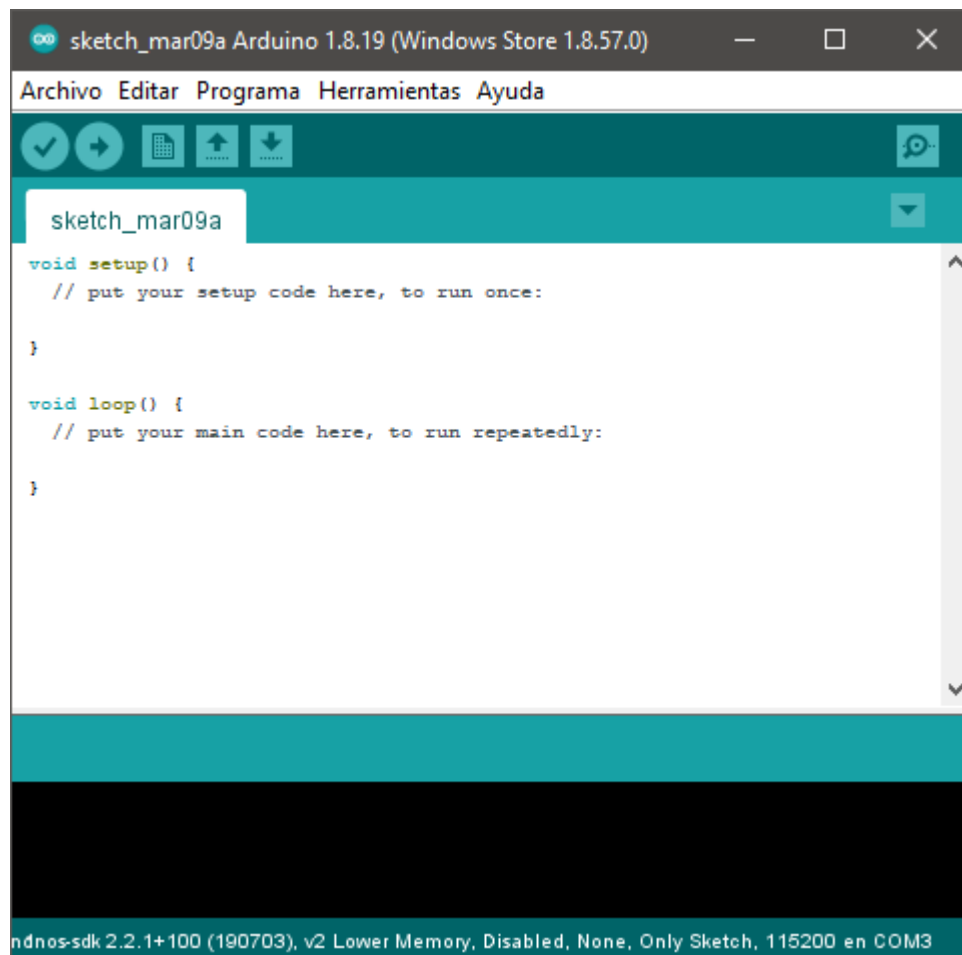 sketch_mar09a Arduino 1.8.19 (Windows Store 1.8.57.0)
Archivo Editar Programa Herramientas Ayuda
sketch_mar09a
void setup() {
  // put your setup code here, to run once:
}
void loop() {
  // put your main code here, to run repeatedly:
}
nonos-sdk 2.2.1+100 (190703), v2 Lower Memory, Disabled, None, Only Sketch, 115200 en COM3